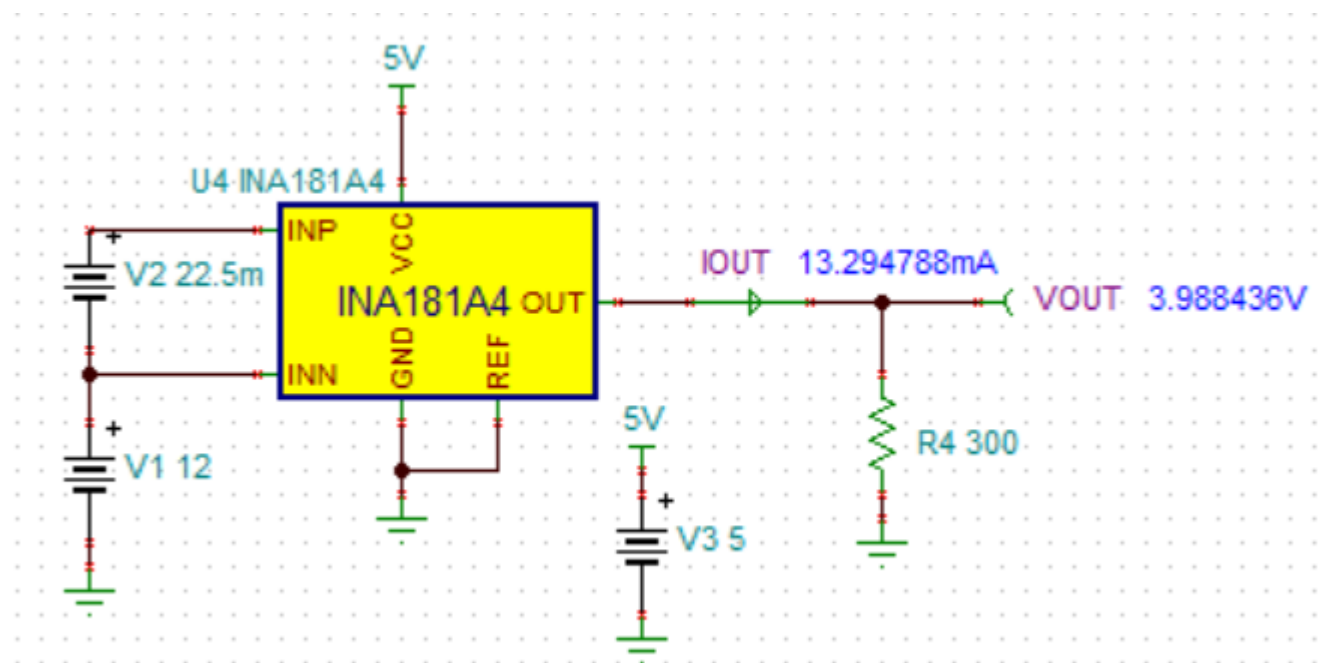 5V
U4 INA181A4
INP
VCC
V2 22.5m
INA181A4
OUT
IOUT 13.294788mA
VOUT 3.988436V
INN
GND
REF
V1 12
5V
R4 300
V3 5